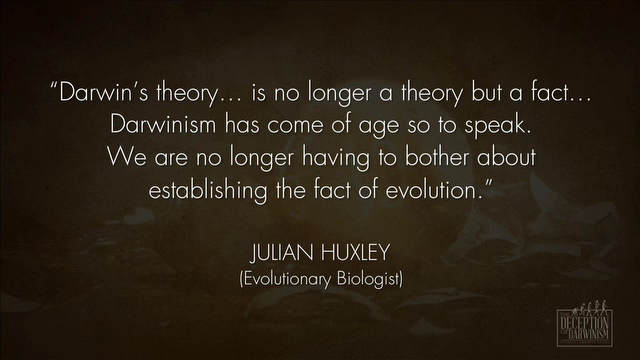 “Darwin’s theory... is no longer a theory but a fact...
Darwinism has come of age so to speak.
We are no longer having to bother about
establishing the fact of evolution.”
JULIAN HUXLEY
(Evolutionary Biologist)
DECEPTION
DARWINISM